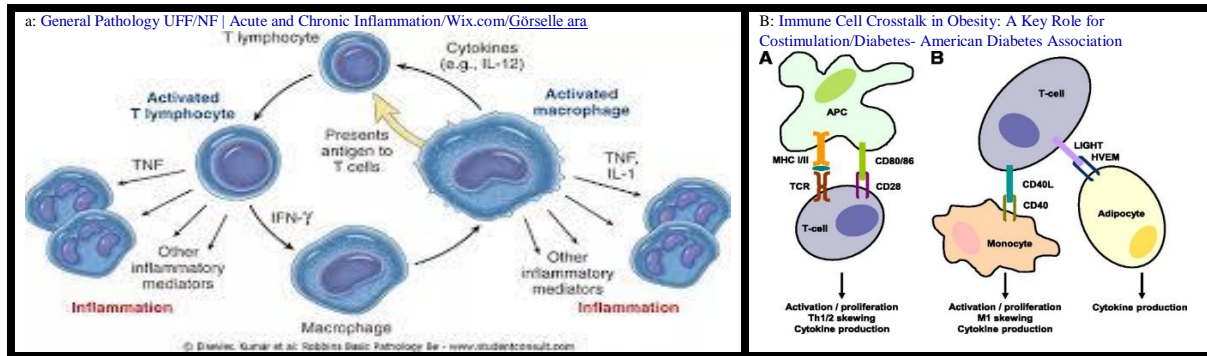 a: General Pathology UFF/NF | Acute and Chronic Inflammation/Wix.com/Görselle ara
T lymphocyte
Cytokines
(e.g., IL-12)
Activated
T lymphocyte
Activated
macrophage
Presents
antigen to
T cells
TNF
TNF,
IL-1
IFN-γ
Other
inflammatory
mediators
Inflammation
Other
inflammatory
mediators
Inflammation
Macrophage
© Elsevier. Kumar et al: Robbins Basic Pathology 8e - www.studentconsult.com
B: Immune Cell Crosstalk in Obesity: A Key Role for
Costimulation/Diabetes- American Diabetes Association
A
APC
MHC I/II
CD80/86
TCR
CD28
T-cell
Activation / proliferation
Th1/2 skewing
Cytokine production
B
T-cell
LIGHT
HVEM
CD40L
CD40
Adipocyte
Monocyte
Activation / proliferation
M1 skewing
Cytokine production
Cytokine production